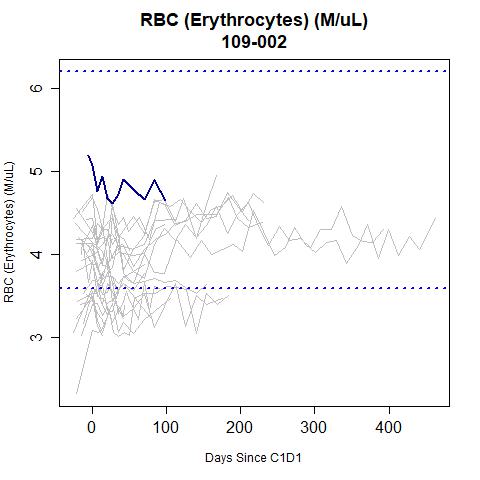 RBC (Erythrocytes) (M/uL)
109-002
RBC (Erythrocytes) (M/uL)
6
5
4
3
0 100 200 300 400
Days Since C1D1